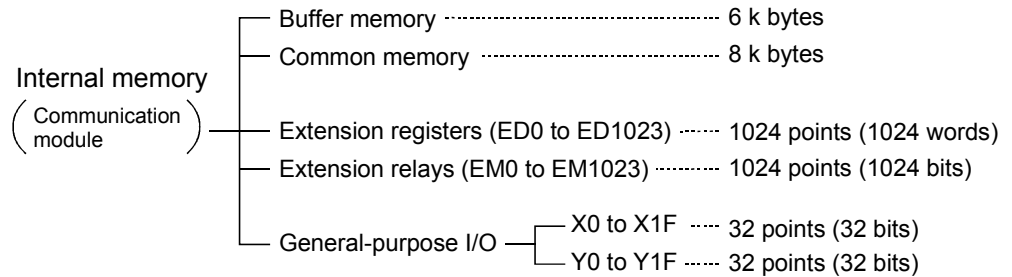 Buffer memory 6 k bytes
Common memory 8 k bytes
Internal memory
(Communication
module)
Extension registers (ED0 to ED1023) 1024 points (1024 words)
Extension relays (EM0 to EM1023) 1024 points (1024 bits)
X0 to X1F 32 points (32 bits)
General-purpose I/O
Y0 to Y1F 32 points (32 bits)